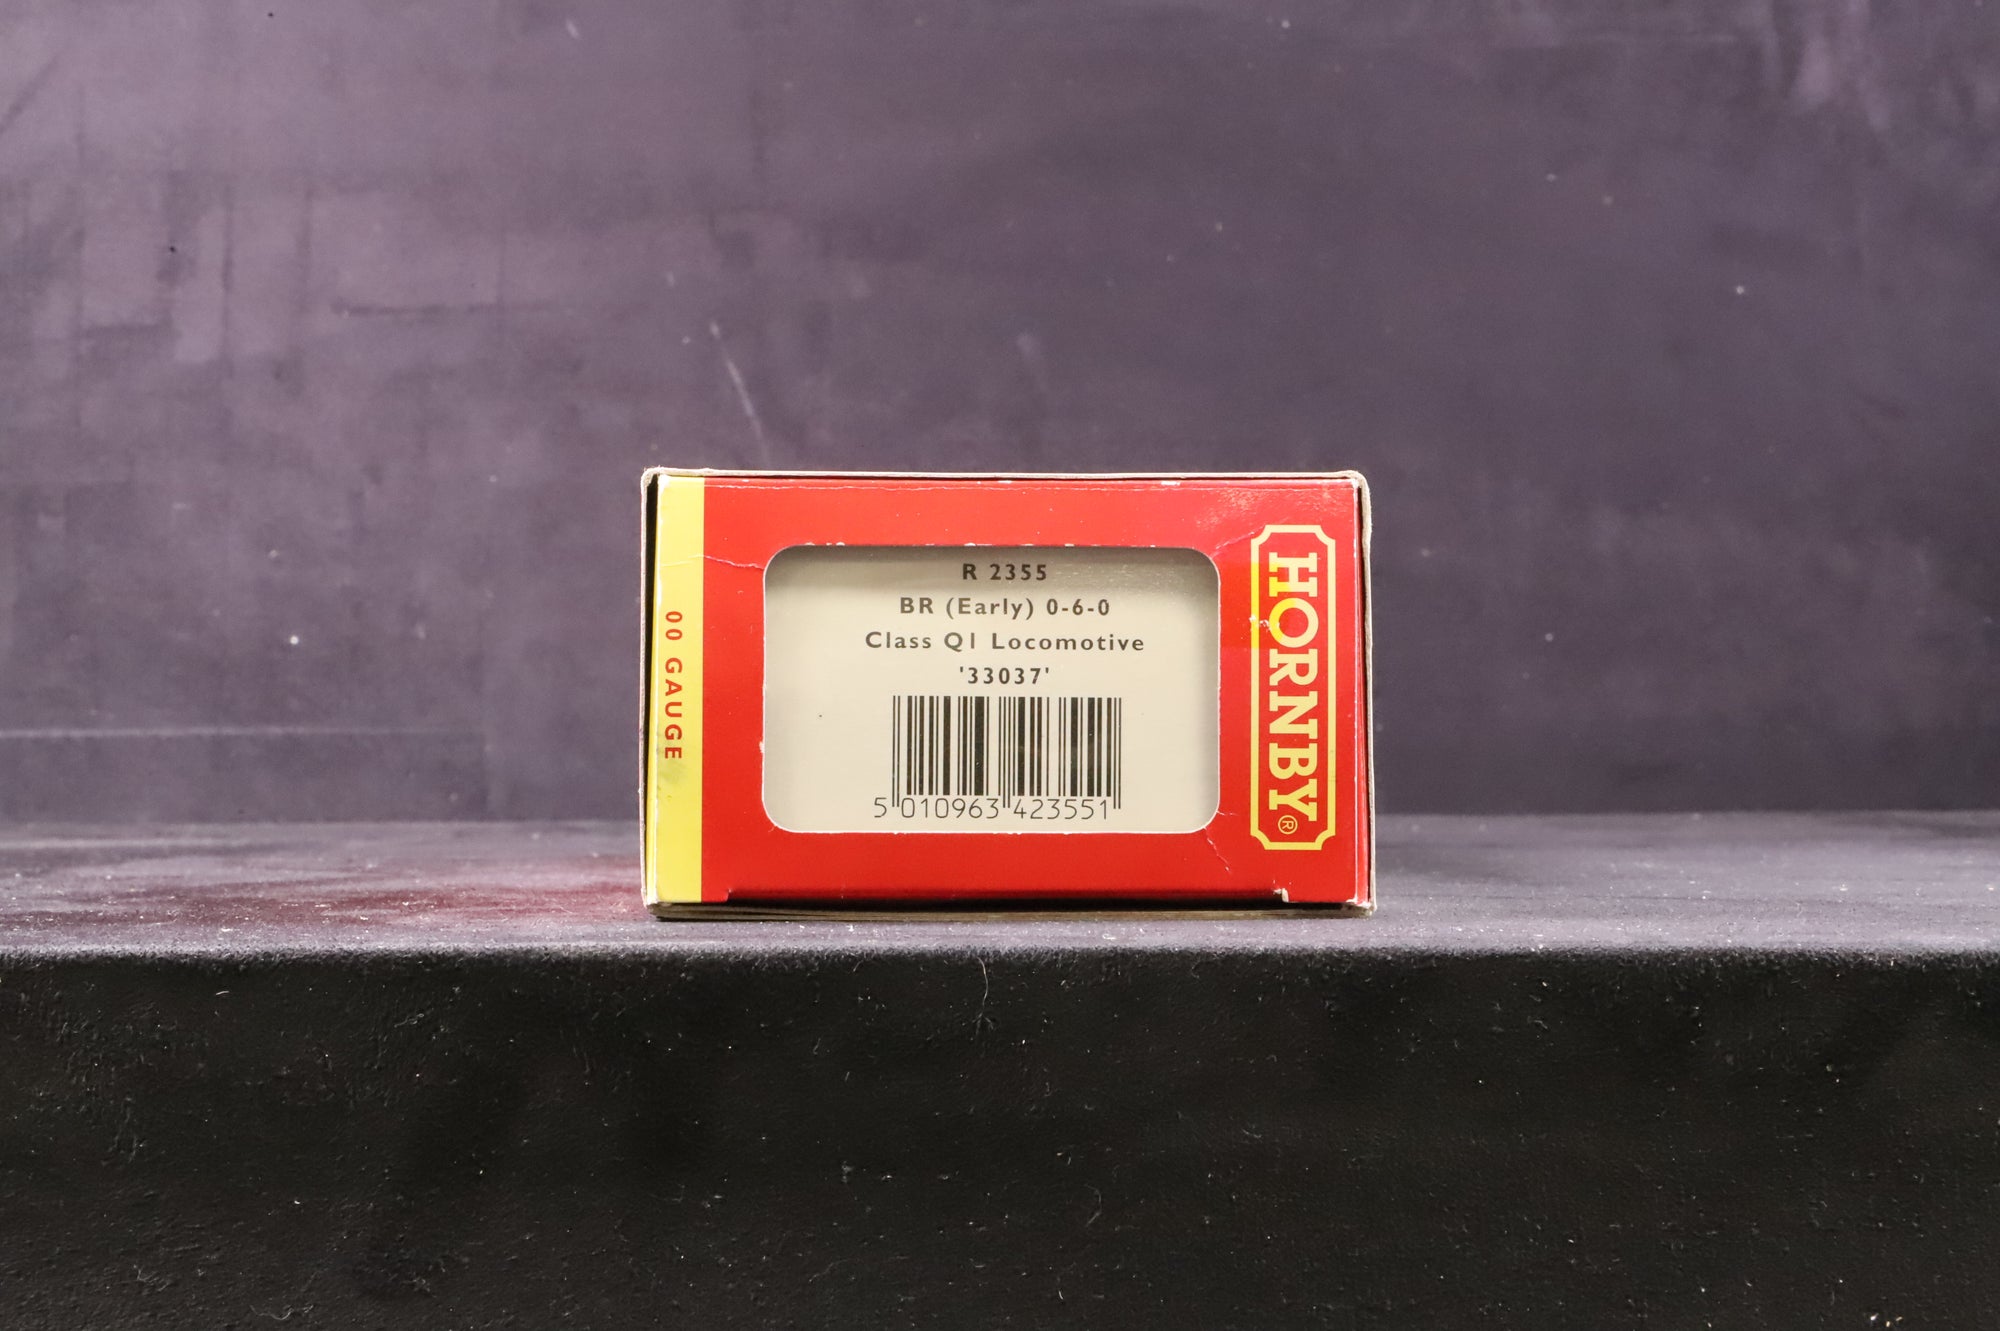 00 GAUGE
R 2355
BR (Early) 0-6-0
Class Q1 Locomotive
'33037'
5 010963 423551
HORNBY®